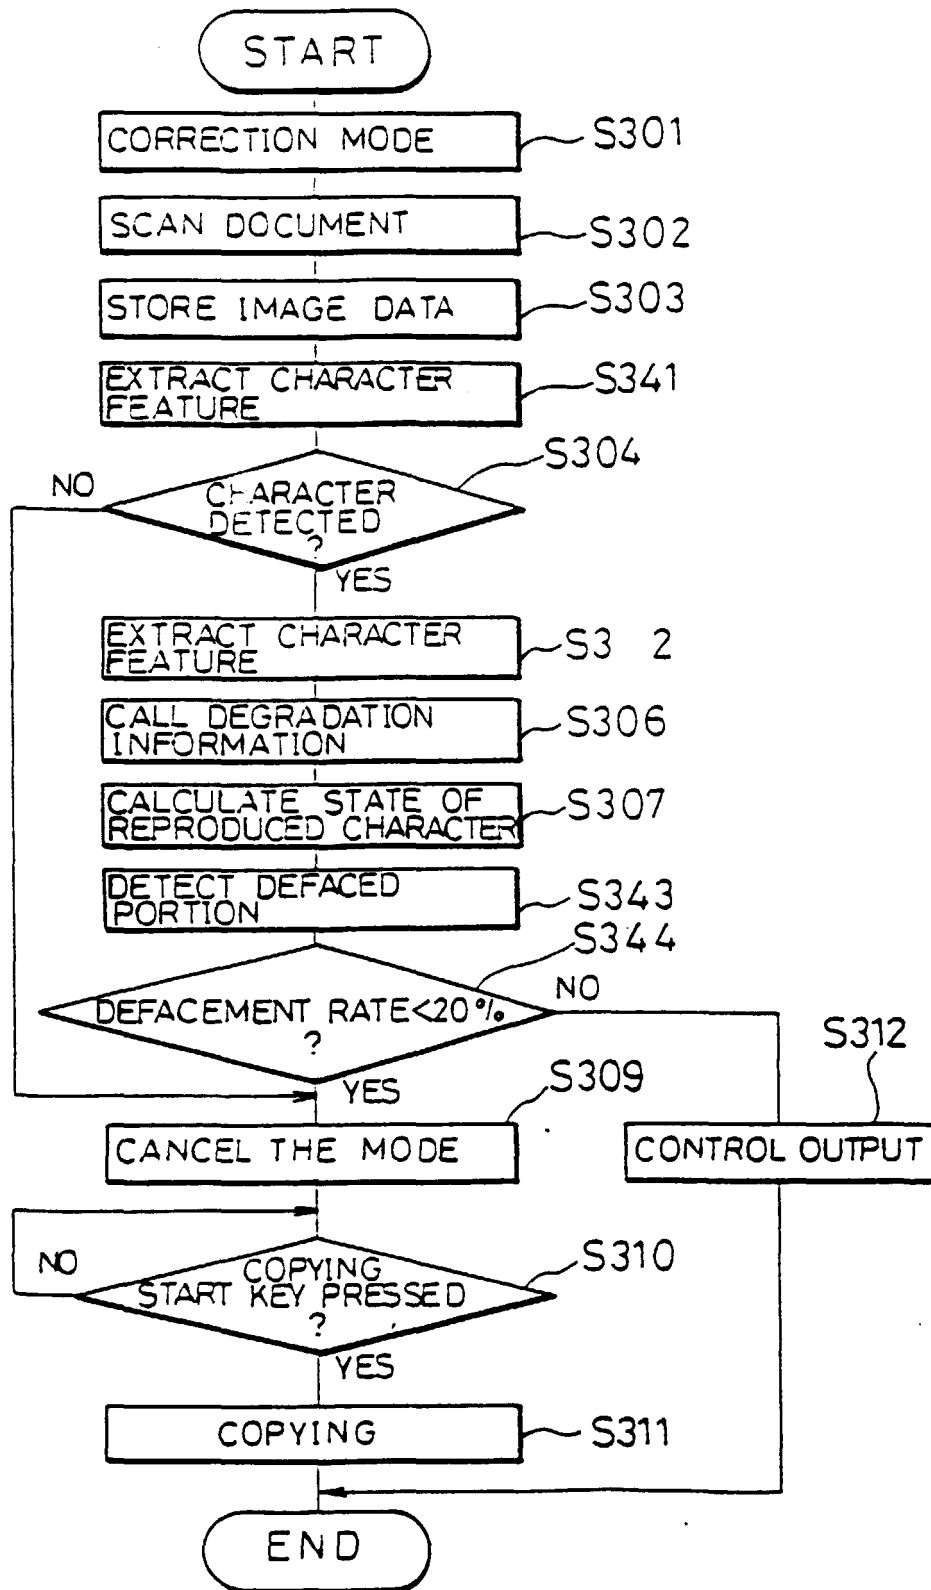 START
CORRECTION MODE
S301
SCAN DOCUMENT
S302
STORE IMAGE DATA
S303
EXTRACT CHARACTER
FEATURE
S341
S304
NO
CHARACTER
DETECTED
?
YES
EXTRACT CHARACTER
FEATURE
S3 2
CALL DEGRADATION
INFORMATION
S306
CALCULATE STATE OF
REPRODUCED CHARACTER
S307
DETECT DEFACED
PORTION
S343
S344
DEFACEMENT RATE<20%
?
NO
YES
S312
S309
CANCEL THE MODE
CONTROL OUTPUT
NO
COPYING
START KEY PRESSED
?
S310
YES
COPYING
S311
END